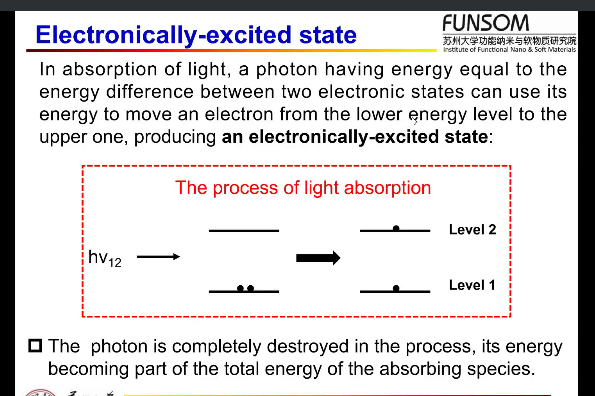 Electronically-excited state
FUNSOM
苏州大学功能纳米与软物质研究院
Institute of Functional Nano & Soft Materials
In absorption of light, a photon having energy equal to the
energy difference between two electronic states can use its
energy to move an electron from the lower energy level to the
upper one, producing an electronically-excited state:
The process of light absorption
Level 2
hv12
Level 1
The photon is completely destroyed in the process, its energy
becoming part of the total energy of the absorbing species.